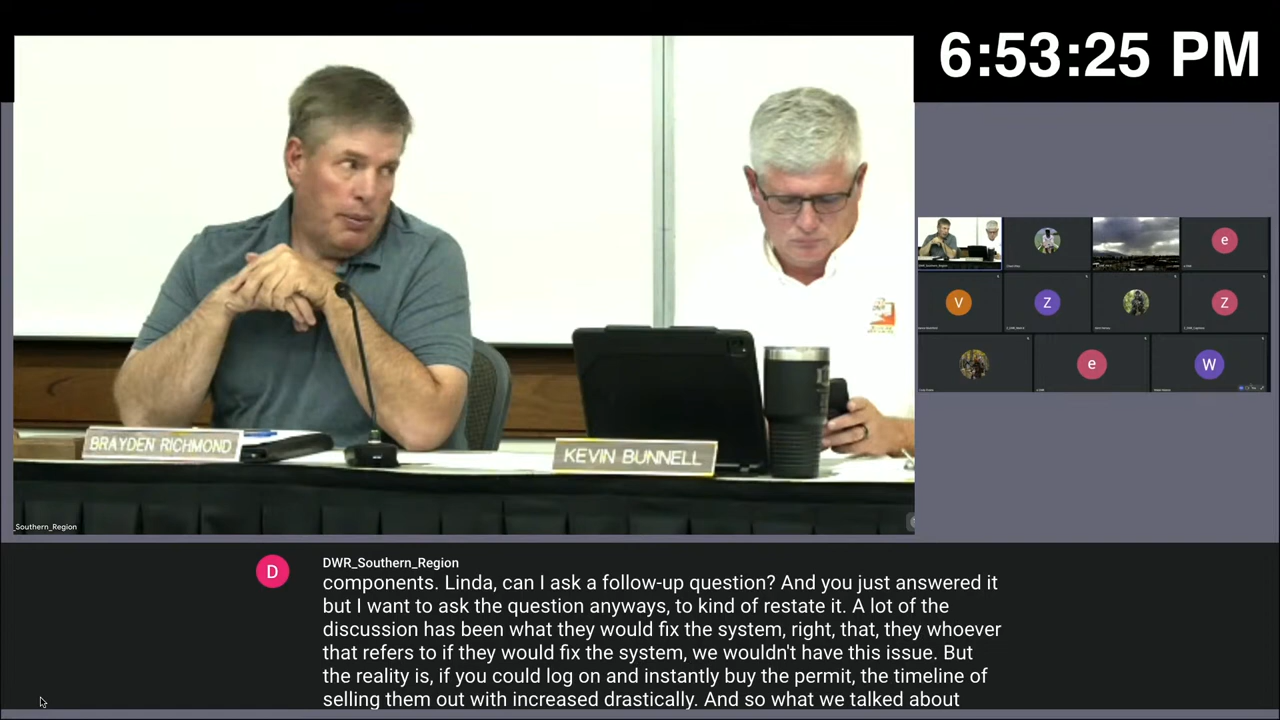 6:53:25 PM
BRAYDEN RICHMOND
KEVIN BUNNELL
_Southern_Region
e
V
Z
Z
e
W
D
DWR_Southern_Region
components. Linda, can I ask a follow-up question? And you just answered it
but I want to ask the question anyways, to kind of restate it. A lot of the
discussion has been what they would fix the system, right, that, they whoever
that refers to if they would fix the system, we wouldn't have this issue. But
the reality is, if you could log on and instantly buy the permit, the timeline of
selling them out with increased drastically. And so what we talked about